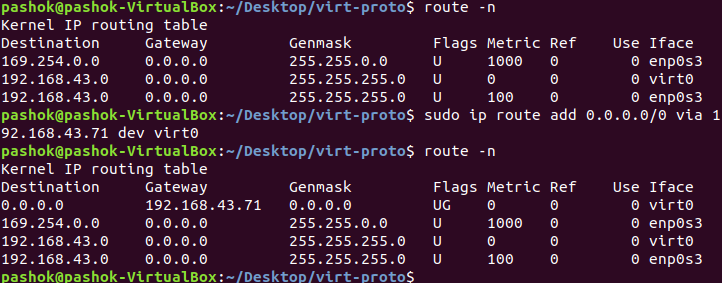 pashok@pashok-VirtualBox:~/Desktop/virt-proto$ route -n
Kernel IP routing table
Destination     Gateway         Genmask         Flags Metric Ref    Use Iface
169.254.0.0     0.0.0.0         255.255.0.0     U     1000   0        0 enp0s3
192.168.43.0    0.0.0.0         255.255.255.0   U     0      0        0 virt0
192.168.43.0    0.0.0.0         255.255.255.0   U     100    0        0 enp0s3
pashok@pashok-VirtualBox:~/Desktop/virt-proto$ sudo ip route add 0.0.0.0/0 via 1
92.168.43.71 dev virt0
pashok@pashok-VirtualBox:~/Desktop/virt-proto$ route -n
Kernel IP routing table
Destination     Gateway         Genmask         Flags Metric Ref    Use Iface
0.0.0.0         192.168.43.71   0.0.0.0         UG    0      0        0 virt0
169.254.0.0     0.0.0.0         255.255.0.0     U     1000   0        0 enp0s3
192.168.43.0    0.0.0.0         255.255.255.0   U     0      0        0 virt0
192.168.43.0    0.0.0.0         255.255.255.0   U     100    0        0 enp0s3
pashok@pashok-VirtualBox:~/Desktop/virt-proto$